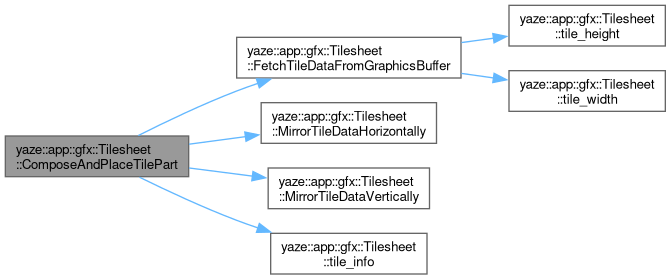 yaze::app::gfx::Tilesheet
::ComposeAndPlaceTilePart
yaze::app::gfx::Tilesheet
::FetchTileDataFromGraphicsBuffer
yaze::app::gfx::Tilesheet
::tile_height
yaze::app::gfx::Tilesheet
::tile_width
yaze::app::gfx::Tilesheet
::MirrorTileDataHorizontally
yaze::app::gfx::Tilesheet
::MirrorTileDataVertically
yaze::app::gfx::Tilesheet
::tile_info